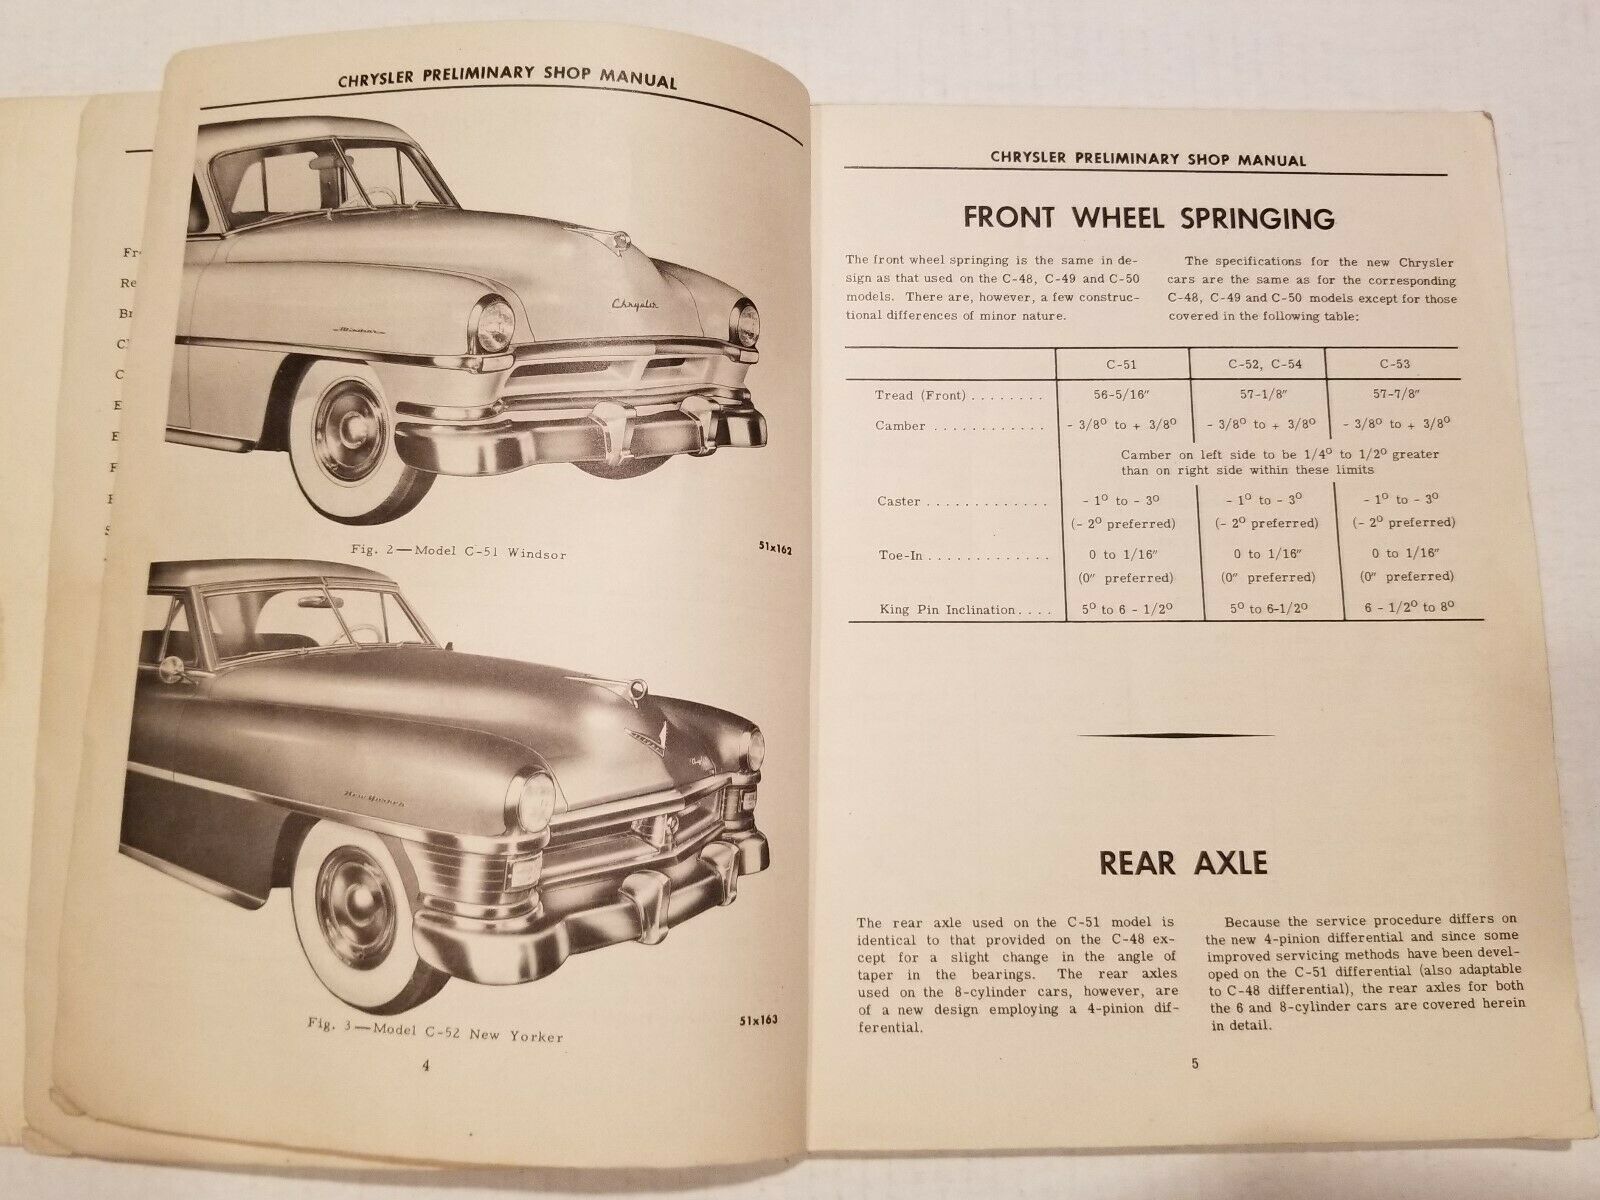 CHRYSLER PRELIMINARY SHOP MANUAL
Chrysler
Windsor
Fig. 2—Model C-51 Windsor
51x162
New Yorker
Fig. 3—Model C-52 New Yorker
51x163
4
CHRYSLER PRELIMINARY SHOP MANUAL
FRONT WHEEL SPRINGING
The front wheel springing is the same in de-
sign as that used on the C-48, C-49 and C-50
models. There are, however, a few construc-
tional differences of minor nature.
The specifications for the new Chrysler
cars are the same as for the corresponding
C-48, C-49 and C-50 models except for those
covered in the following table:
C-51 C-52, C-54 C-53
Tread (Front) . . . . . . . . 56-5/16" 57-1/8" 57-7/8"
Camber . . . . . . . . . . . . - 3/8° to + 3/8° - 3/8° to + 3/8° - 3/8° to + 3/8°
Camber on left side to be 1/4° to 1/2° greater
than on right side within these limits
Caster . . . . . . . . . . . . . - 1° to - 3° - 1° to - 3° - 1° to - 3°
(- 2° preferred) (- 2° preferred) (- 2° preferred)
Toe-In . . . . . . . . . . . . . 0 to 1/16" 0 to 1/16" 0 to 1/16"
(0" preferred) (0" preferred) (0" preferred)
King Pin Inclination . . . . 5° to 6 - 1/2° 5° to 6-1/2° 6 - 1/2° to 8°
REAR AXLE
The rear axle used on the C-51 model is
identical to that provided on the C-48 ex-
cept for a slight change in the angle of
taper in the bearings. The rear axles
used on the 8-cylinder cars, however, are
of a new design employing a 4-pinion dif-
ferential.
Because the service procedure differs on
the new 4-pinion differential and since some
improved servicing methods have been devel-
oped on the C-51 differential (also adaptable
to C-48 differential), the rear axles for both
the 6 and 8-cylinder cars are covered herein
in detail.
5